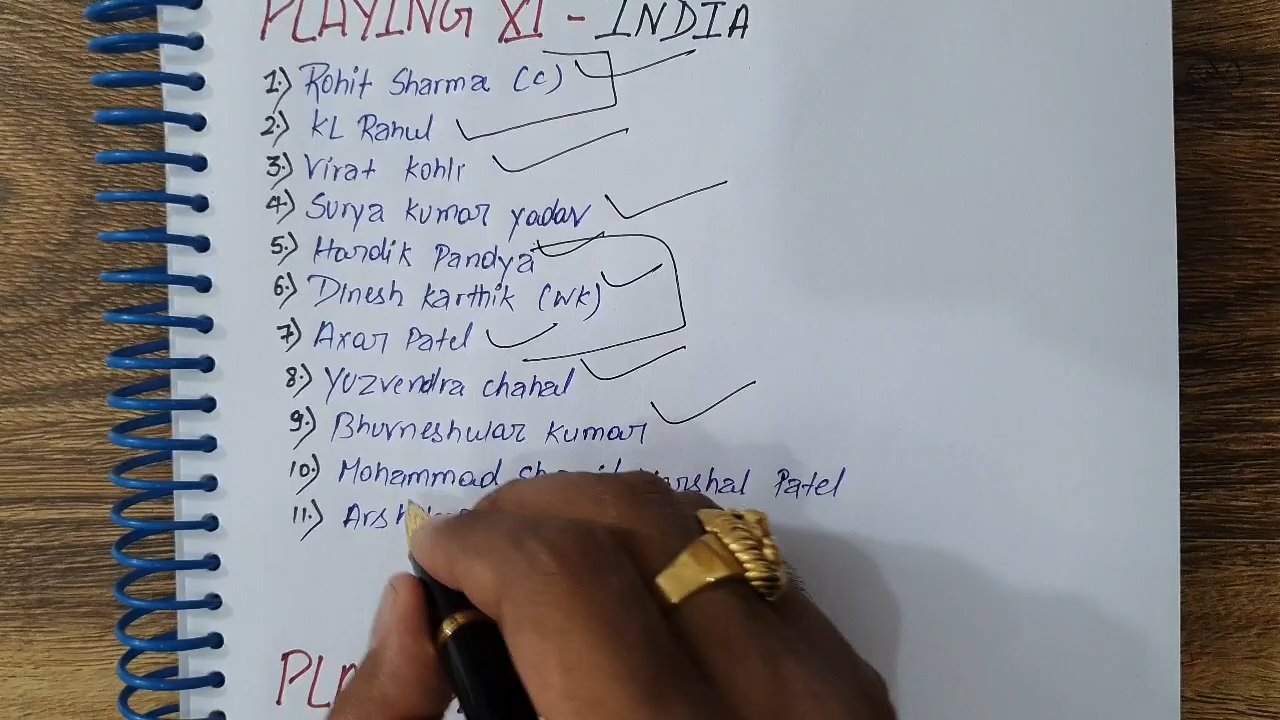 PLAYING XI - INDIA
1.) Rohit Sharma (C)
2.) KL Rahul
3.) Virat Kohli
4.) Surya Kumar Yadav
5.) Hardik Pandya
6.) Dinesh Karthik (WK)
7.) Axar Patel
8.) Yuzvendra Chahal
9.) Bhuvneshwar Kumar
10.) Mohammad Patel
11.)